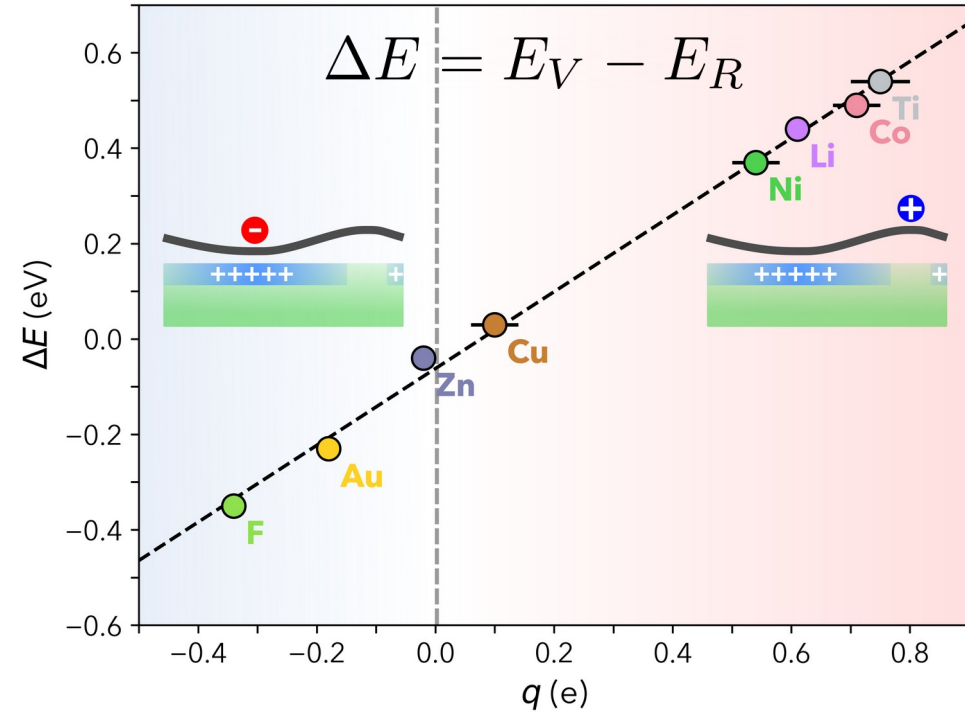 ΔE = E_V − E_R
0.6
0.4
0.2
0.0
−0.2
−0.4
−0.6
ΔE (eV)
Ti
Co
Li
Ni
Cu
Zn
Au
F
-
+++++ +
+
+++++ +
−0.4 −0.2 0.0 0.2 0.4 0.6 0.8
q (e)